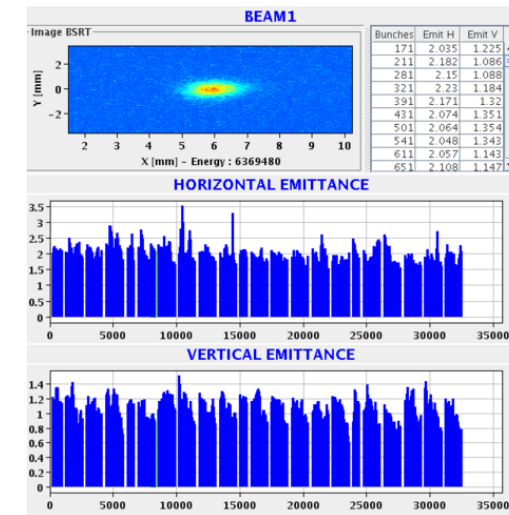 BEAM1
Image BSRT
Bunches Emit H Emit V
171 2.035 1.225
211 2.182 1.086
281 2.15 1.088
321 2.23 1.184
391 2.171 1.32
431 2.074 1.351
501 2.064 1.354
541 2.048 1.343
611 2.057 1.143
651 2.108 1.147
Y [mm]
2
0
-2
2 3 4 5 6 7 8 9 10
X [mm] - Energy : 6369480
HORIZONTAL EMITTANCE
3.5
3
2.5
2
1.5
1
0.5
0
0 5000 10000 15000 20000 25000 30000 35000
VERTICAL EMITTANCE
1.4
1.2
1
0.8
0.6
0.4
0.2
0
0 5000 10000 15000 20000 25000 30000 35000